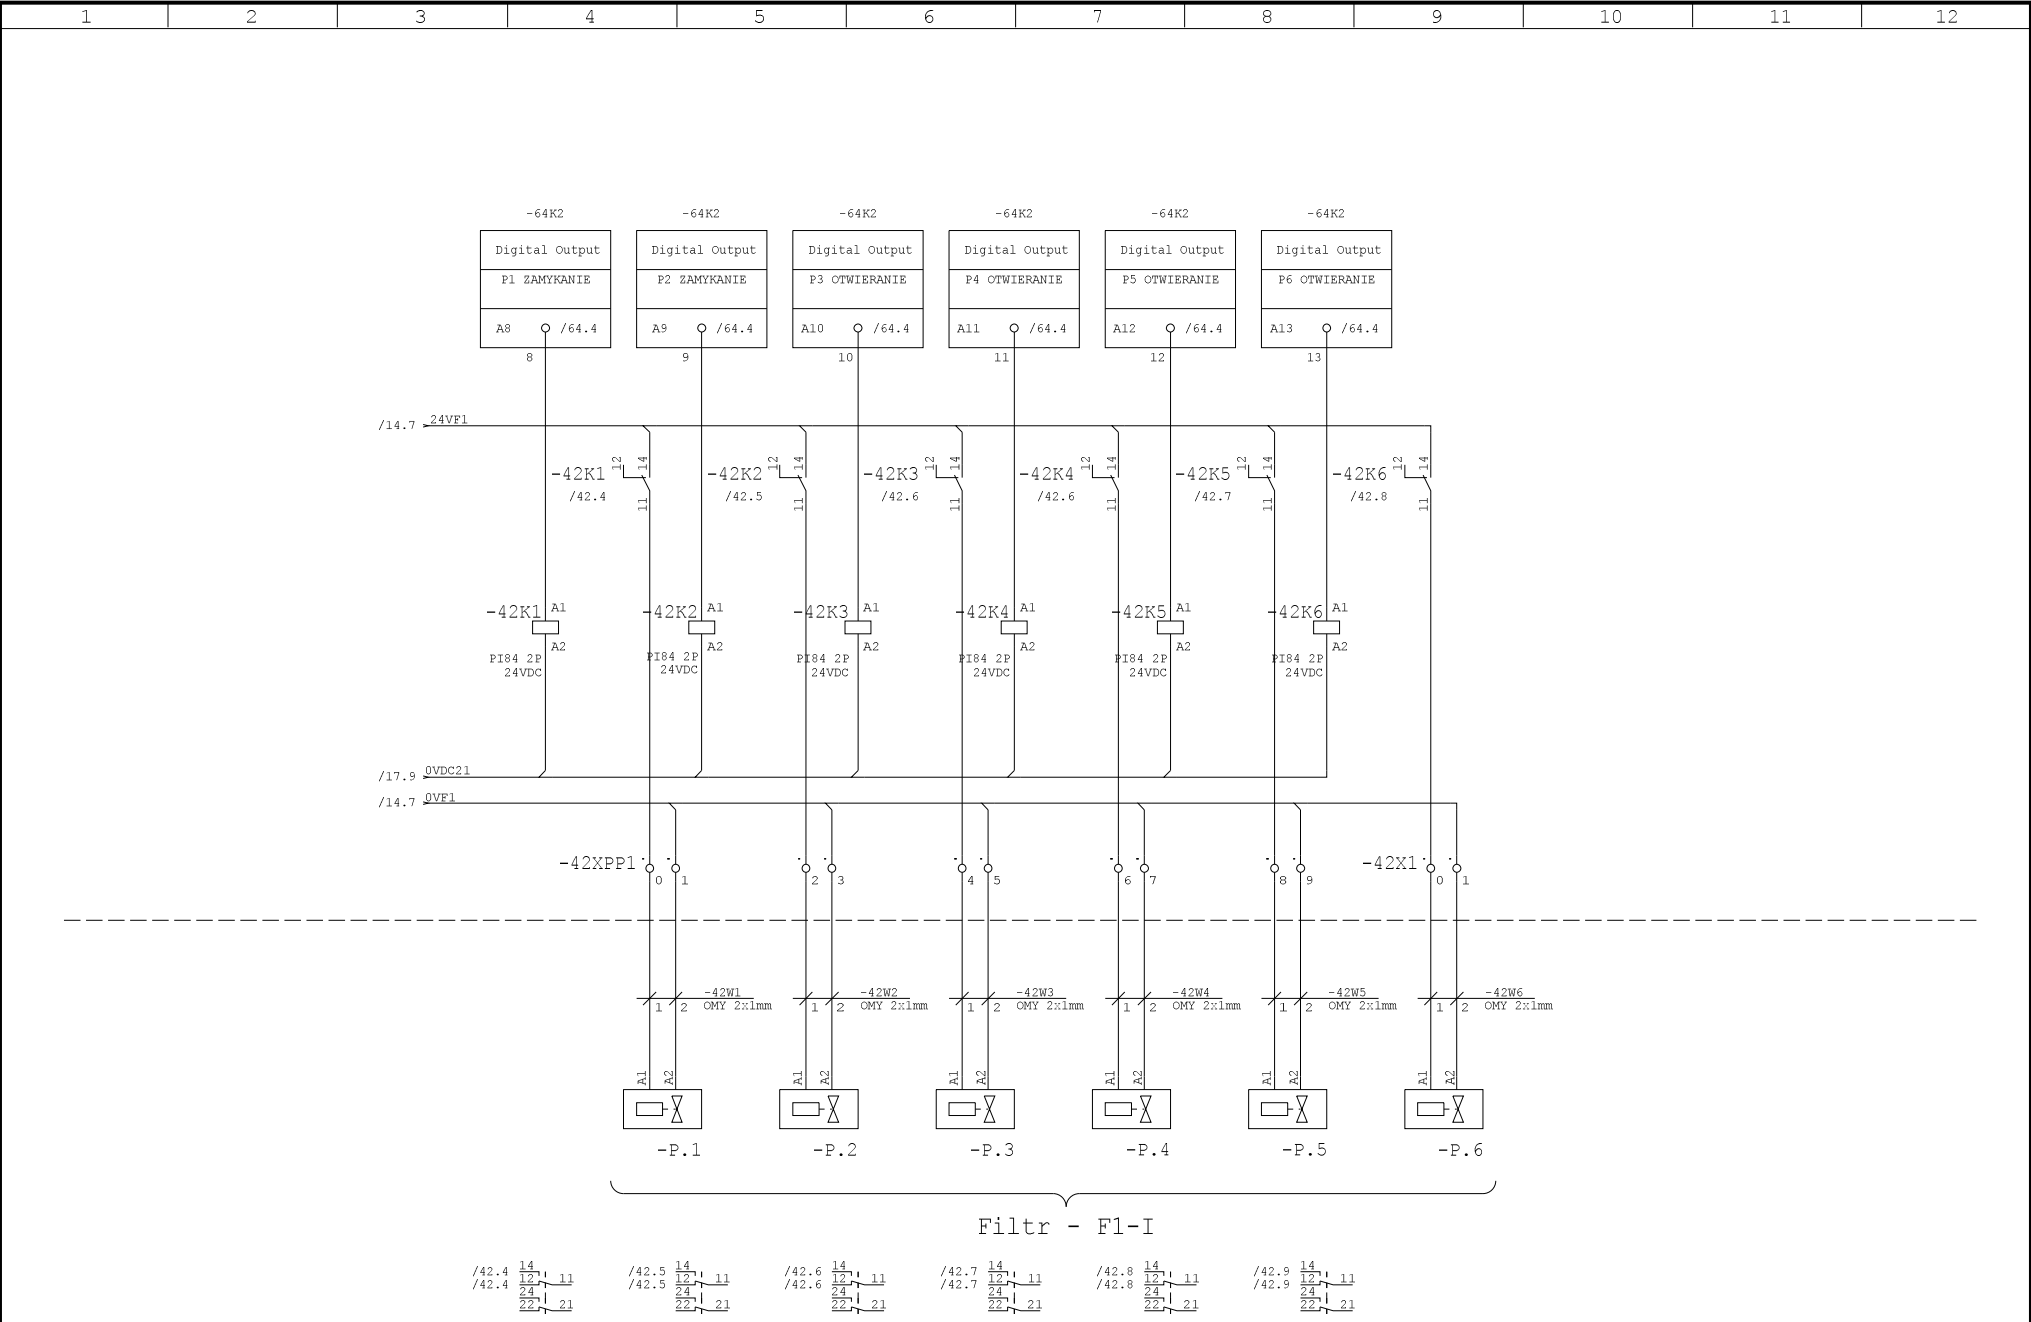 1 2 3 4 5 6 7 8 9 10 11 12
-64K2 -64K2 -64K2 -64K2 -64K2 -64K2
Digital Output Digital Output Digital Output Digital Output Digital Output Digital Output
P1 ZAMYKANIE P2 ZAMYKANIE P3 OTWIERANIE P4 OTWIERANIE P5 OTWIERANIE P6 OTWIERANIE
A8 /64.4 A9 /64.4 A10 /64.4 A11 /64.4 A12 /64.4 A13 /64.4
8 9 10 11 12 13
/14.7 24VF1
12 14 12 14 12 14 12 14 12 14 12 14
-42K1 -42K2 -42K3 -42K4 -42K5 -42K6
/42.4 /42.5 /42.6 /42.6 /42.7 /42.8
11 11 11 11 11 11
-42K1 A1 -42K2 A1 -42K3 A1 -42K4 A1 -42K5 A1 -42K6 A1
A2 A2 A2 A2 A2 A2
PI84 2P PI84 2P PI84 2P PI84 2P PI84 2P PI84 2P
24VDC 24VDC 24VDC 24VDC 24VDC 24VDC
/17.9 0VDC21
/14.7 0VF1
-42XPP1 -42X1
0 1 2 3 4 5 6 7 8 9 0 1
-42W1 -42W2 -42W3 -42W4 -42W5 -42W6
1 2 OMY 2x1mm 1 2 OMY 2x1mm 1 2 OMY 2x1mm 1 2 OMY 2x1mm 1 2 OMY 2x1mm 1 2 OMY 2x1mm
A1 A2 A1 A2 A1 A2 A1 A2 A1 A2 A1 A2
-P.1 -P.2 -P.3 -P.4 -P.5 -P.6
Filtr - F1-I
/42.4 14 /42.5 14 /42.6 14 /42.7 14 /42.8 14 /42.9 14
/42.4 12 11 /42.5 12 11 /42.6 12 11 /42.7 12 11 /42.8 12 11 /42.9 12 11
24 24 24 24 24 24
22 21 22 21 22 21 22 21 22 21 22 21